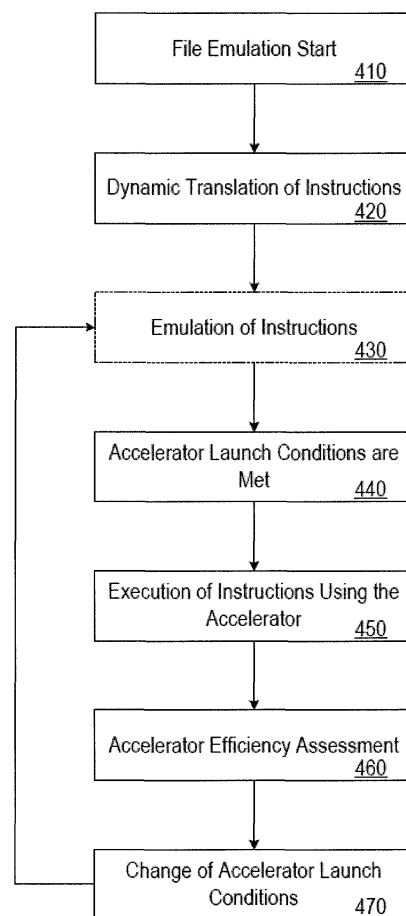 File Emulation Start
410
Dynamic Translation of Instructions
420
Emulation of Instructions
430
Accelerator Launch Conditions are
Met
440
Execution of Instructions Using the
Accelerator
450
Accelerator Efficiency Assessment
460
Change of Accelerator Launch
Conditions
470